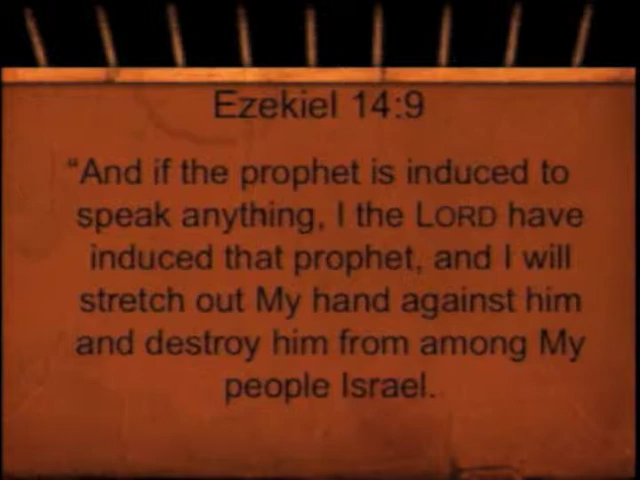 Ezekiel 14:9
“And if the prophet is induced to
speak anything, I the LORD have
induced that prophet, and I will
stretch out My hand against him
and destroy him from among My
people Israel.